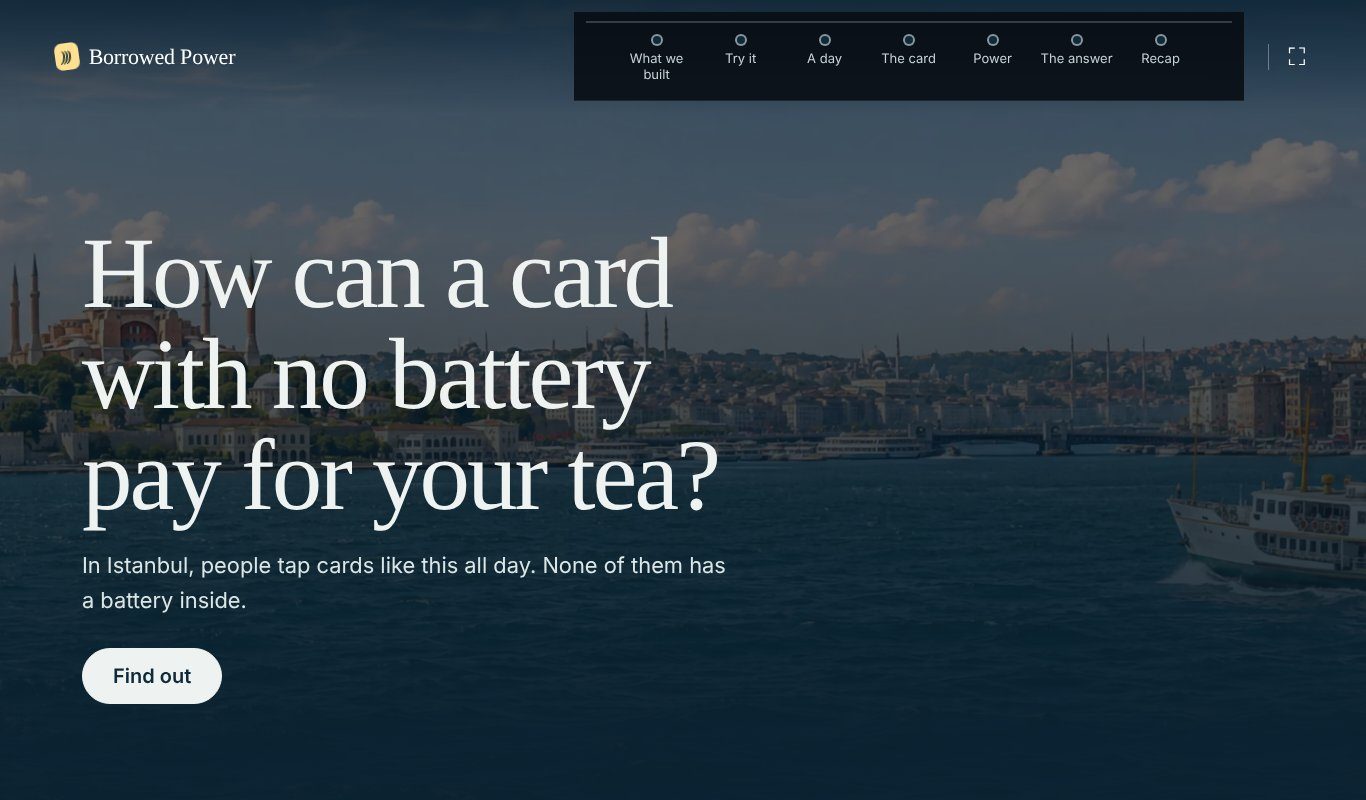 Borrowed Power
What we
built
Try it
A day
The card
Power
The answer
Recap
How can a card
with no battery
pay for your tea?
In Istanbul, people tap cards like this all day. None of them has
a battery inside.
Find out